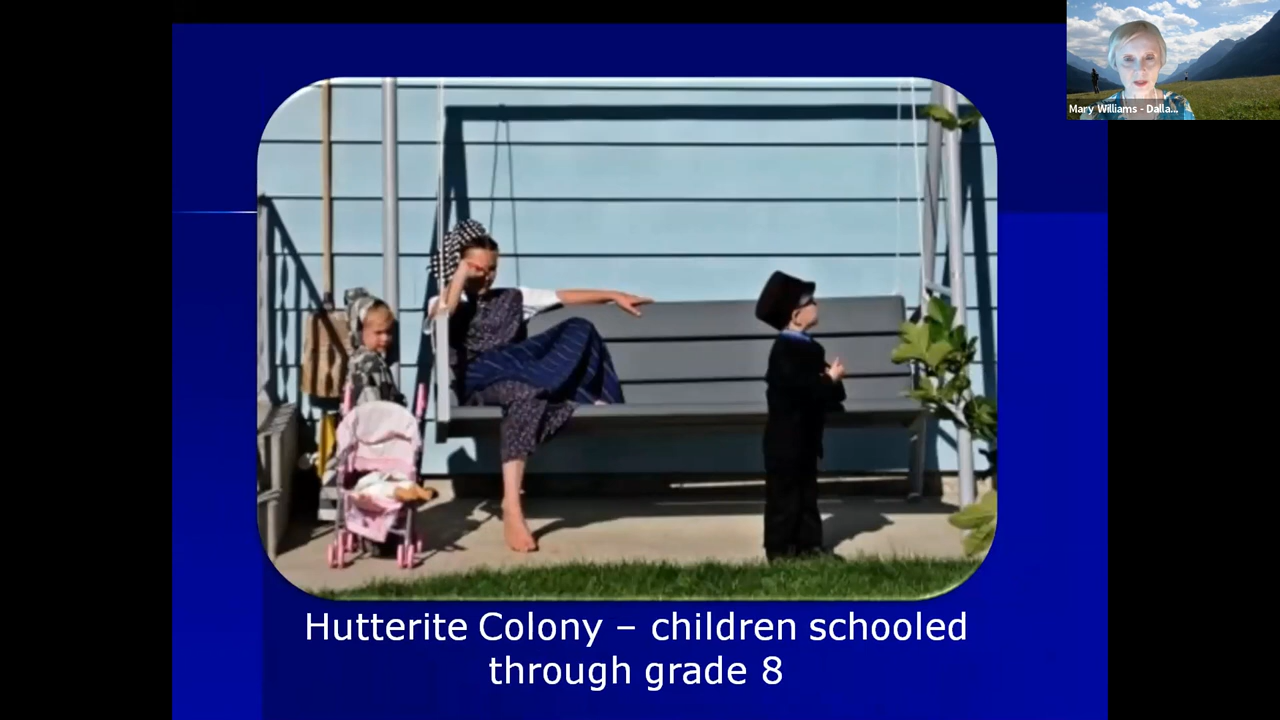 Mary Williams - Dalla...
Hutterite Colony – children schooled
through grade 8